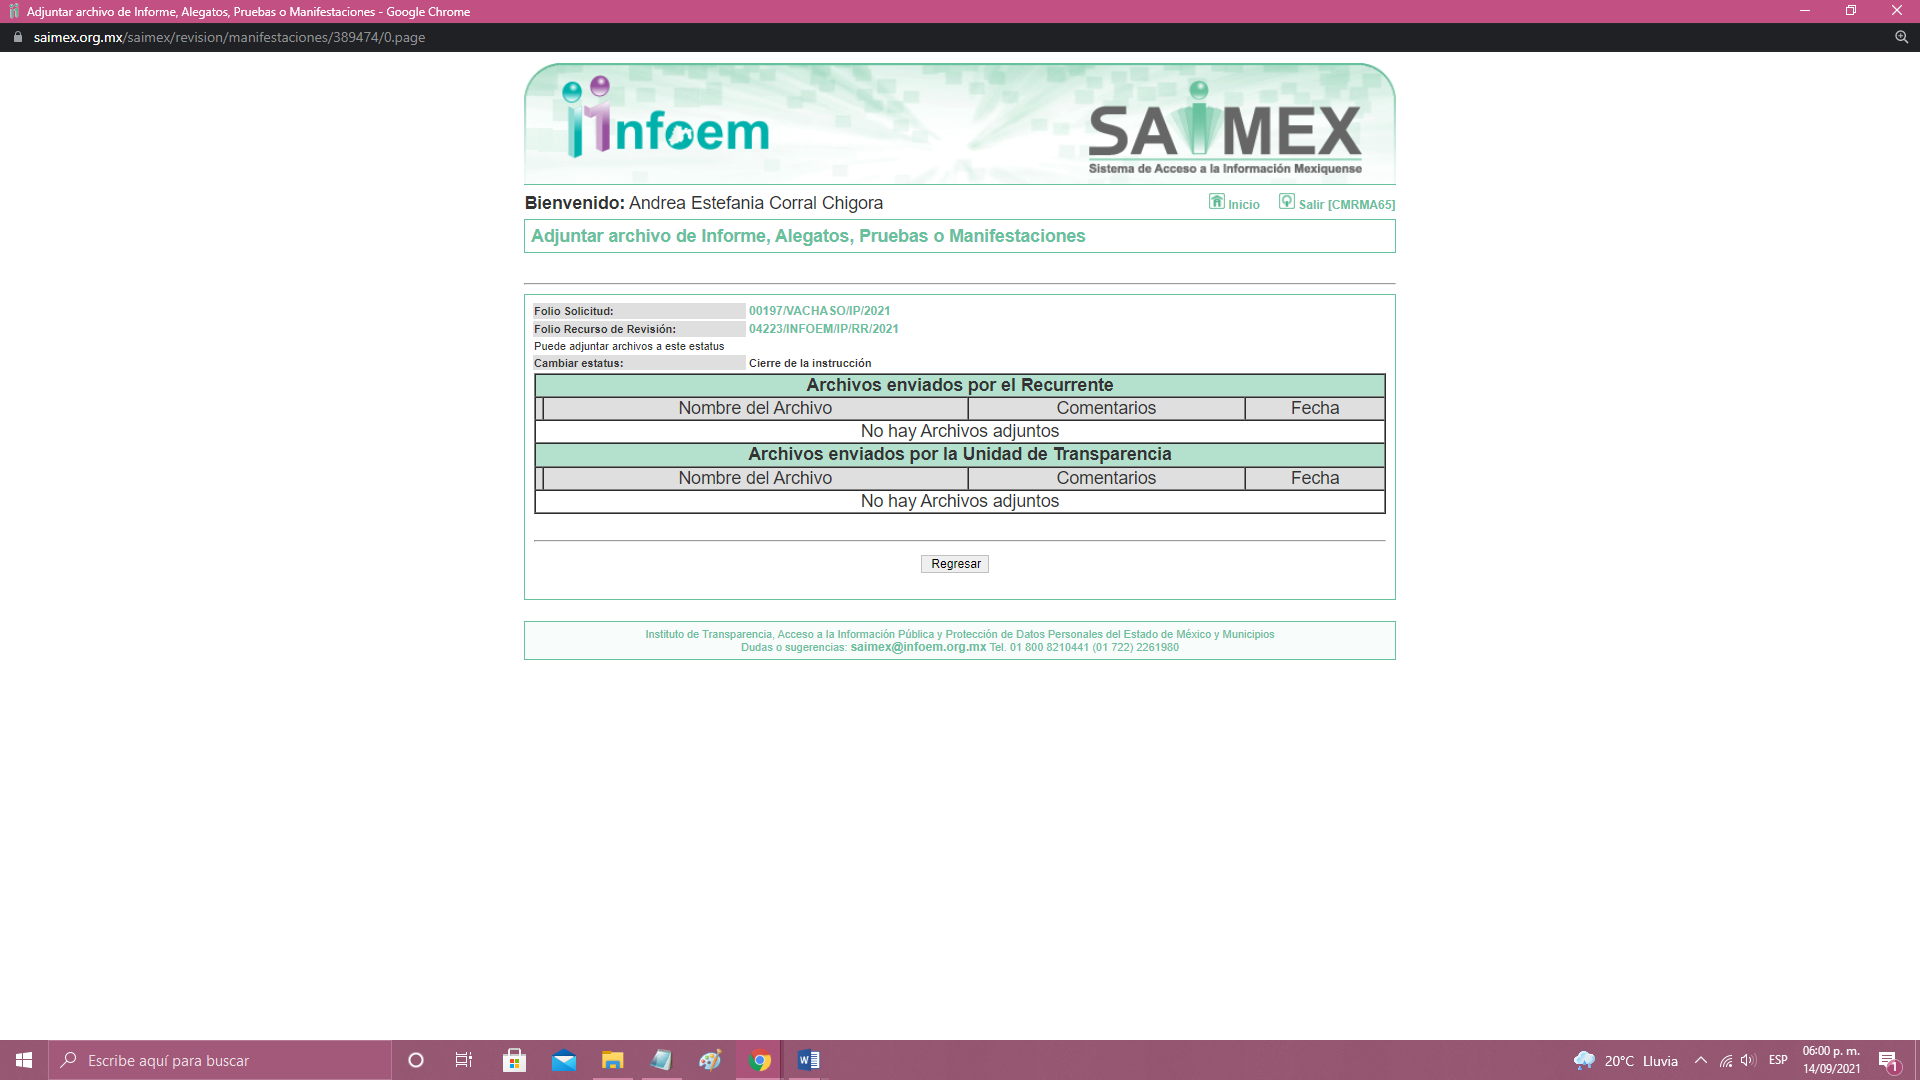 Adjuntar archivo de Informe, Alegatos, Pruebas o Manifestaciones - Google Chrome
saimex.org.mx/saimex/revision/manifestaciones/389474/0.page
infoem
SAIMEX
Sistema de Acceso a la Información Mexiquense
Bienvenido: Andrea Estefania Corral Chigora
Inicio Salir [CMRMA65]
Adjuntar archivo de Informe, Alegatos, Pruebas o Manifestaciones
Folio Solicitud: 00197/VACHASO/IP/2021
Folio Recurso de Revisión: 04223/INFOEM/IP/RR/2021
Puede adjuntar archivos a este estatus
Cambiar estatus: Cierre de la instrucción
Archivos enviados por el Recurrente
Nombre del Archivo Comentarios Fecha
No hay Archivos adjuntos
Archivos enviados por la Unidad de Transparencia
Nombre del Archivo Comentarios Fecha
No hay Archivos adjuntos
Regresar
Instituto de Transparencia, Acceso a la Información Pública y Protección de Datos Personales del Estado de México y Municipios
Dudas o sugerencias: saimex@infoem.org.mx Tel. 01 800 8210441 (01 722) 2261980
Escribe aquí para buscar
20°C Lluvia
ESP
06:00 p. m.
14/09/2021
1